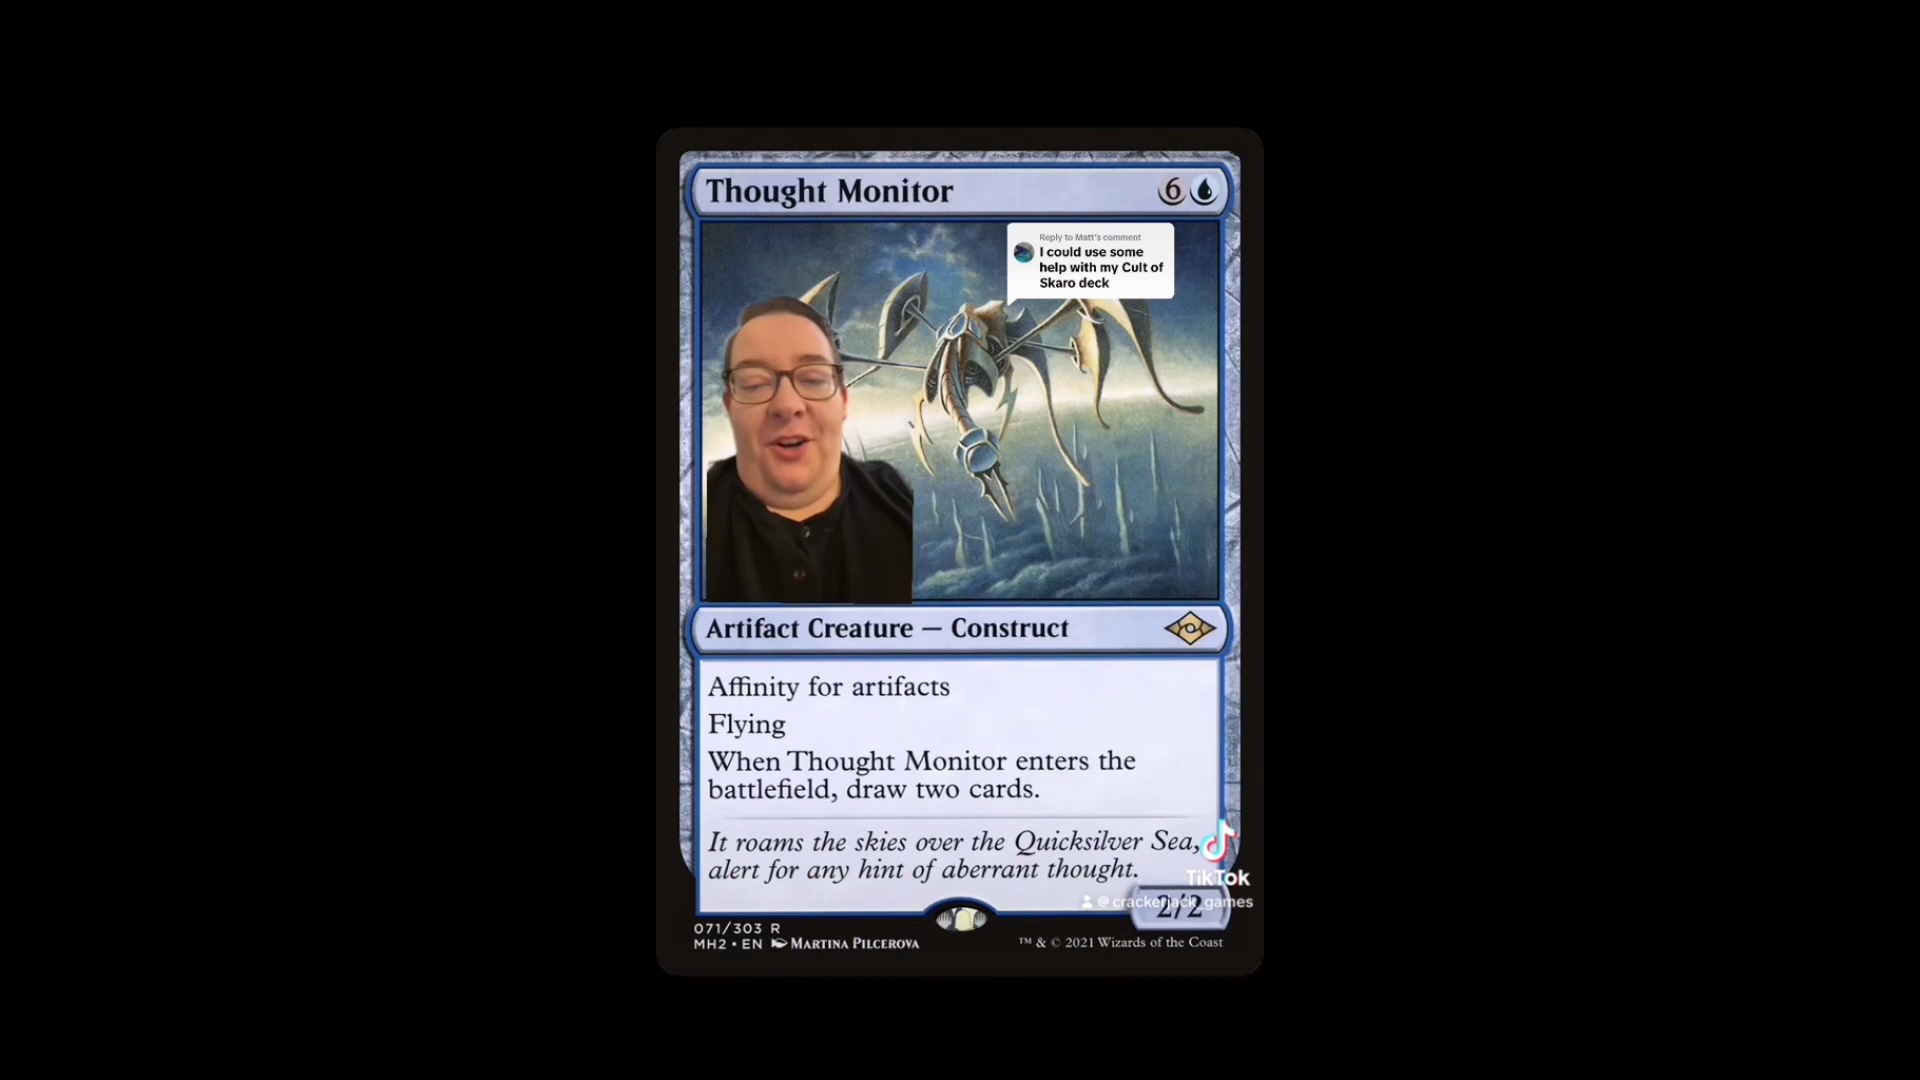 Thought Monitor 6
Reply to Matt's comment
I could use some
help with my Cult of
Skaro deck
Artifact Creature — Construct
Affinity for artifacts
Flying
When Thought Monitor enters the
battlefield, draw two cards.
It roams the skies over the Quicksilver Sea,
alert for any hint of aberrant thought.
TikTok
@crackerjack_games
2/2
071/303 R
MH2 • EN MARTINA PILCEROVA
™ & © 2021 Wizards of the Coast